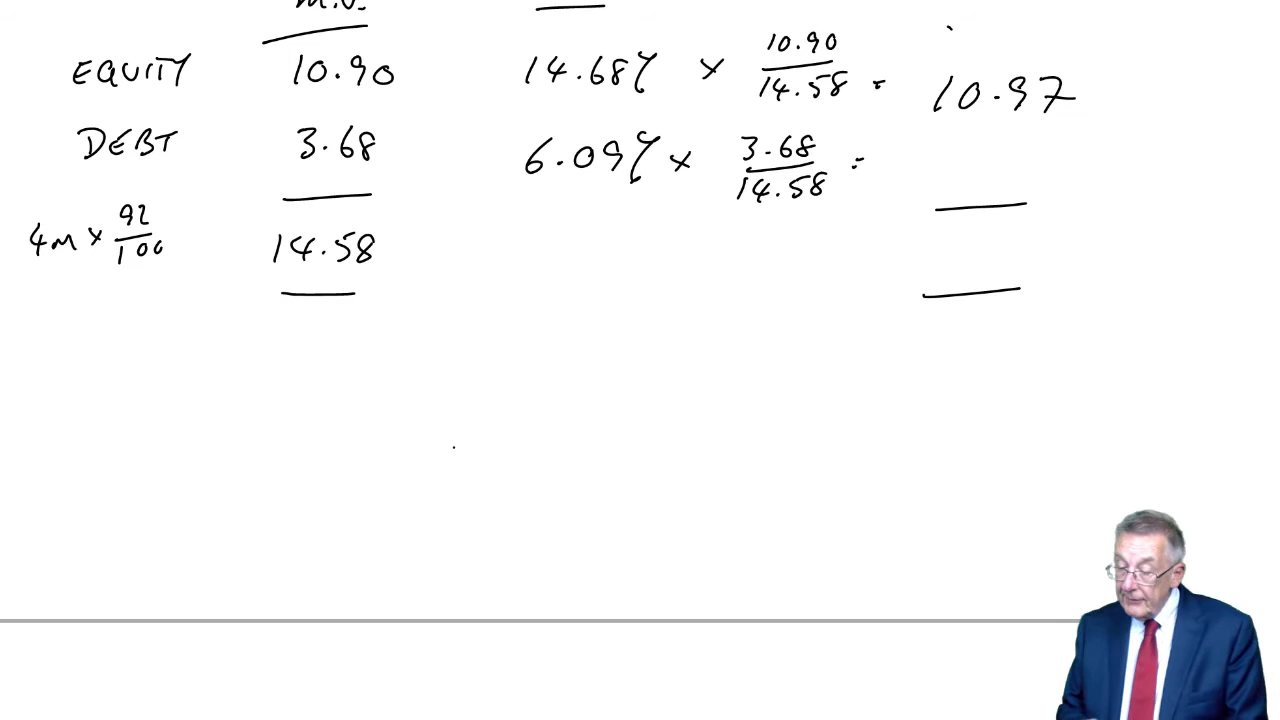 M.V.
EQUITY 10.90 14.68% × 10.90/14.58 = 10.97
DEBT 3.68 6.09% × 3.68/14.58 =
4m × 92/100 14.58